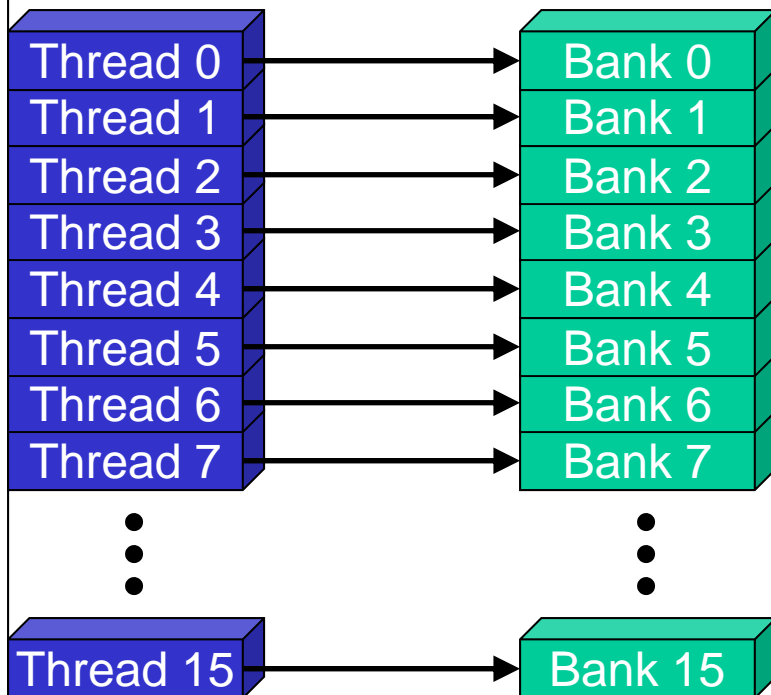 Thread 0
Bank 0
Thread 1
Bank 1
Thread 2
Bank 2
Thread 3
Bank 3
Thread 4
Bank 4
Thread 5
Bank 5
Thread 6
Bank 6
Thread 7
Bank 7
Thread 15
Bank 15